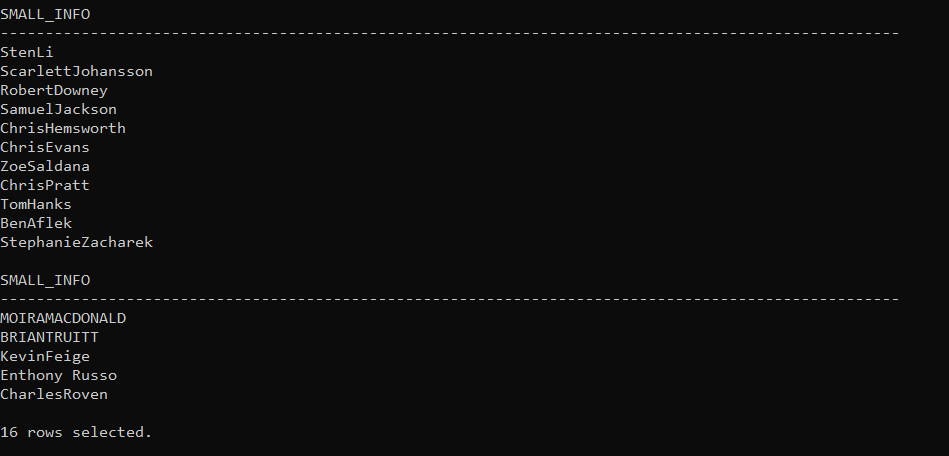 SMALL_INFO
----------------------------------------------------------------------------------------------------
StenLi
ScarlettJohansson
RobertDowney
SamuelJackson
ChrisHemsworth
ChrisEvans
ZoeSaldana
ChrisPratt
TomHanks
BenAflek
StephanieZacharek
SMALL_INFO
----------------------------------------------------------------------------------------------------
MOIRAMACDONALD
BRIANTRUITT
KevinFeige
Enthony Russo
CharlesRoven
16 rows selected.